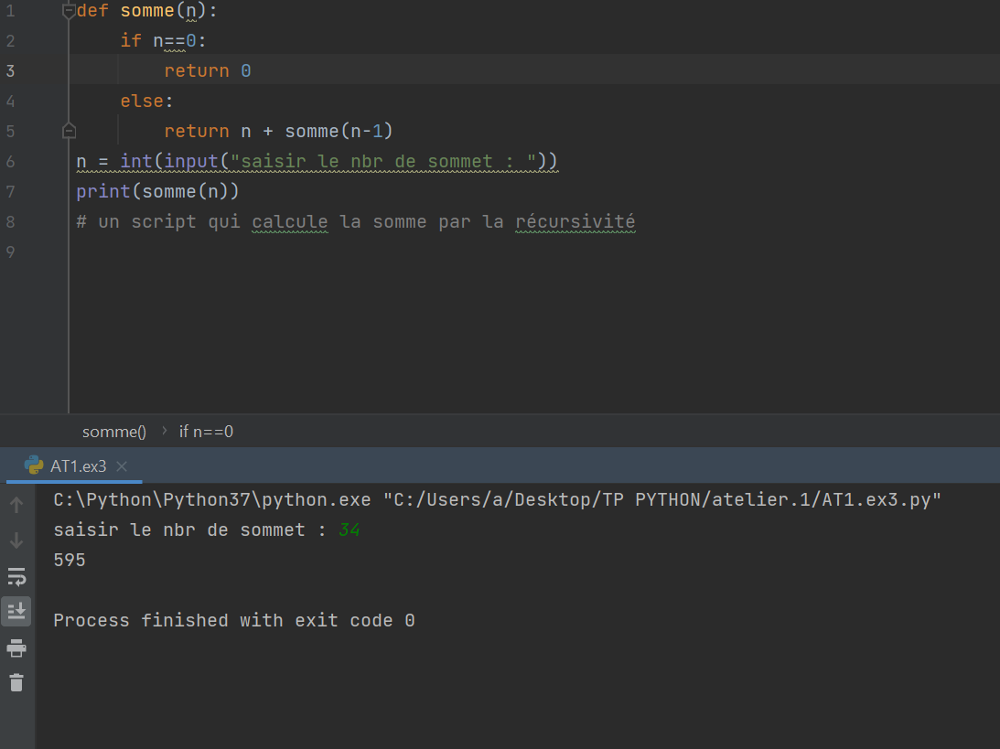 1 def somme(n):
2 if n==0:
3 return 0
4 else:
5 return n + somme(n-1)
6 n = int(input("saisir le nbr de sommet : "))
7 print(somme(n))
8 # un script qui calcule la somme par la récursivité
9
somme() › if n==0
AT1.ex3 ×
C:\Python\Python37\python.exe "C:/Users/a/Desktop/TP PYTHON/atelier.1/AT1.ex3.py"
saisir le nbr de sommet : 34
595
Process finished with exit code 0